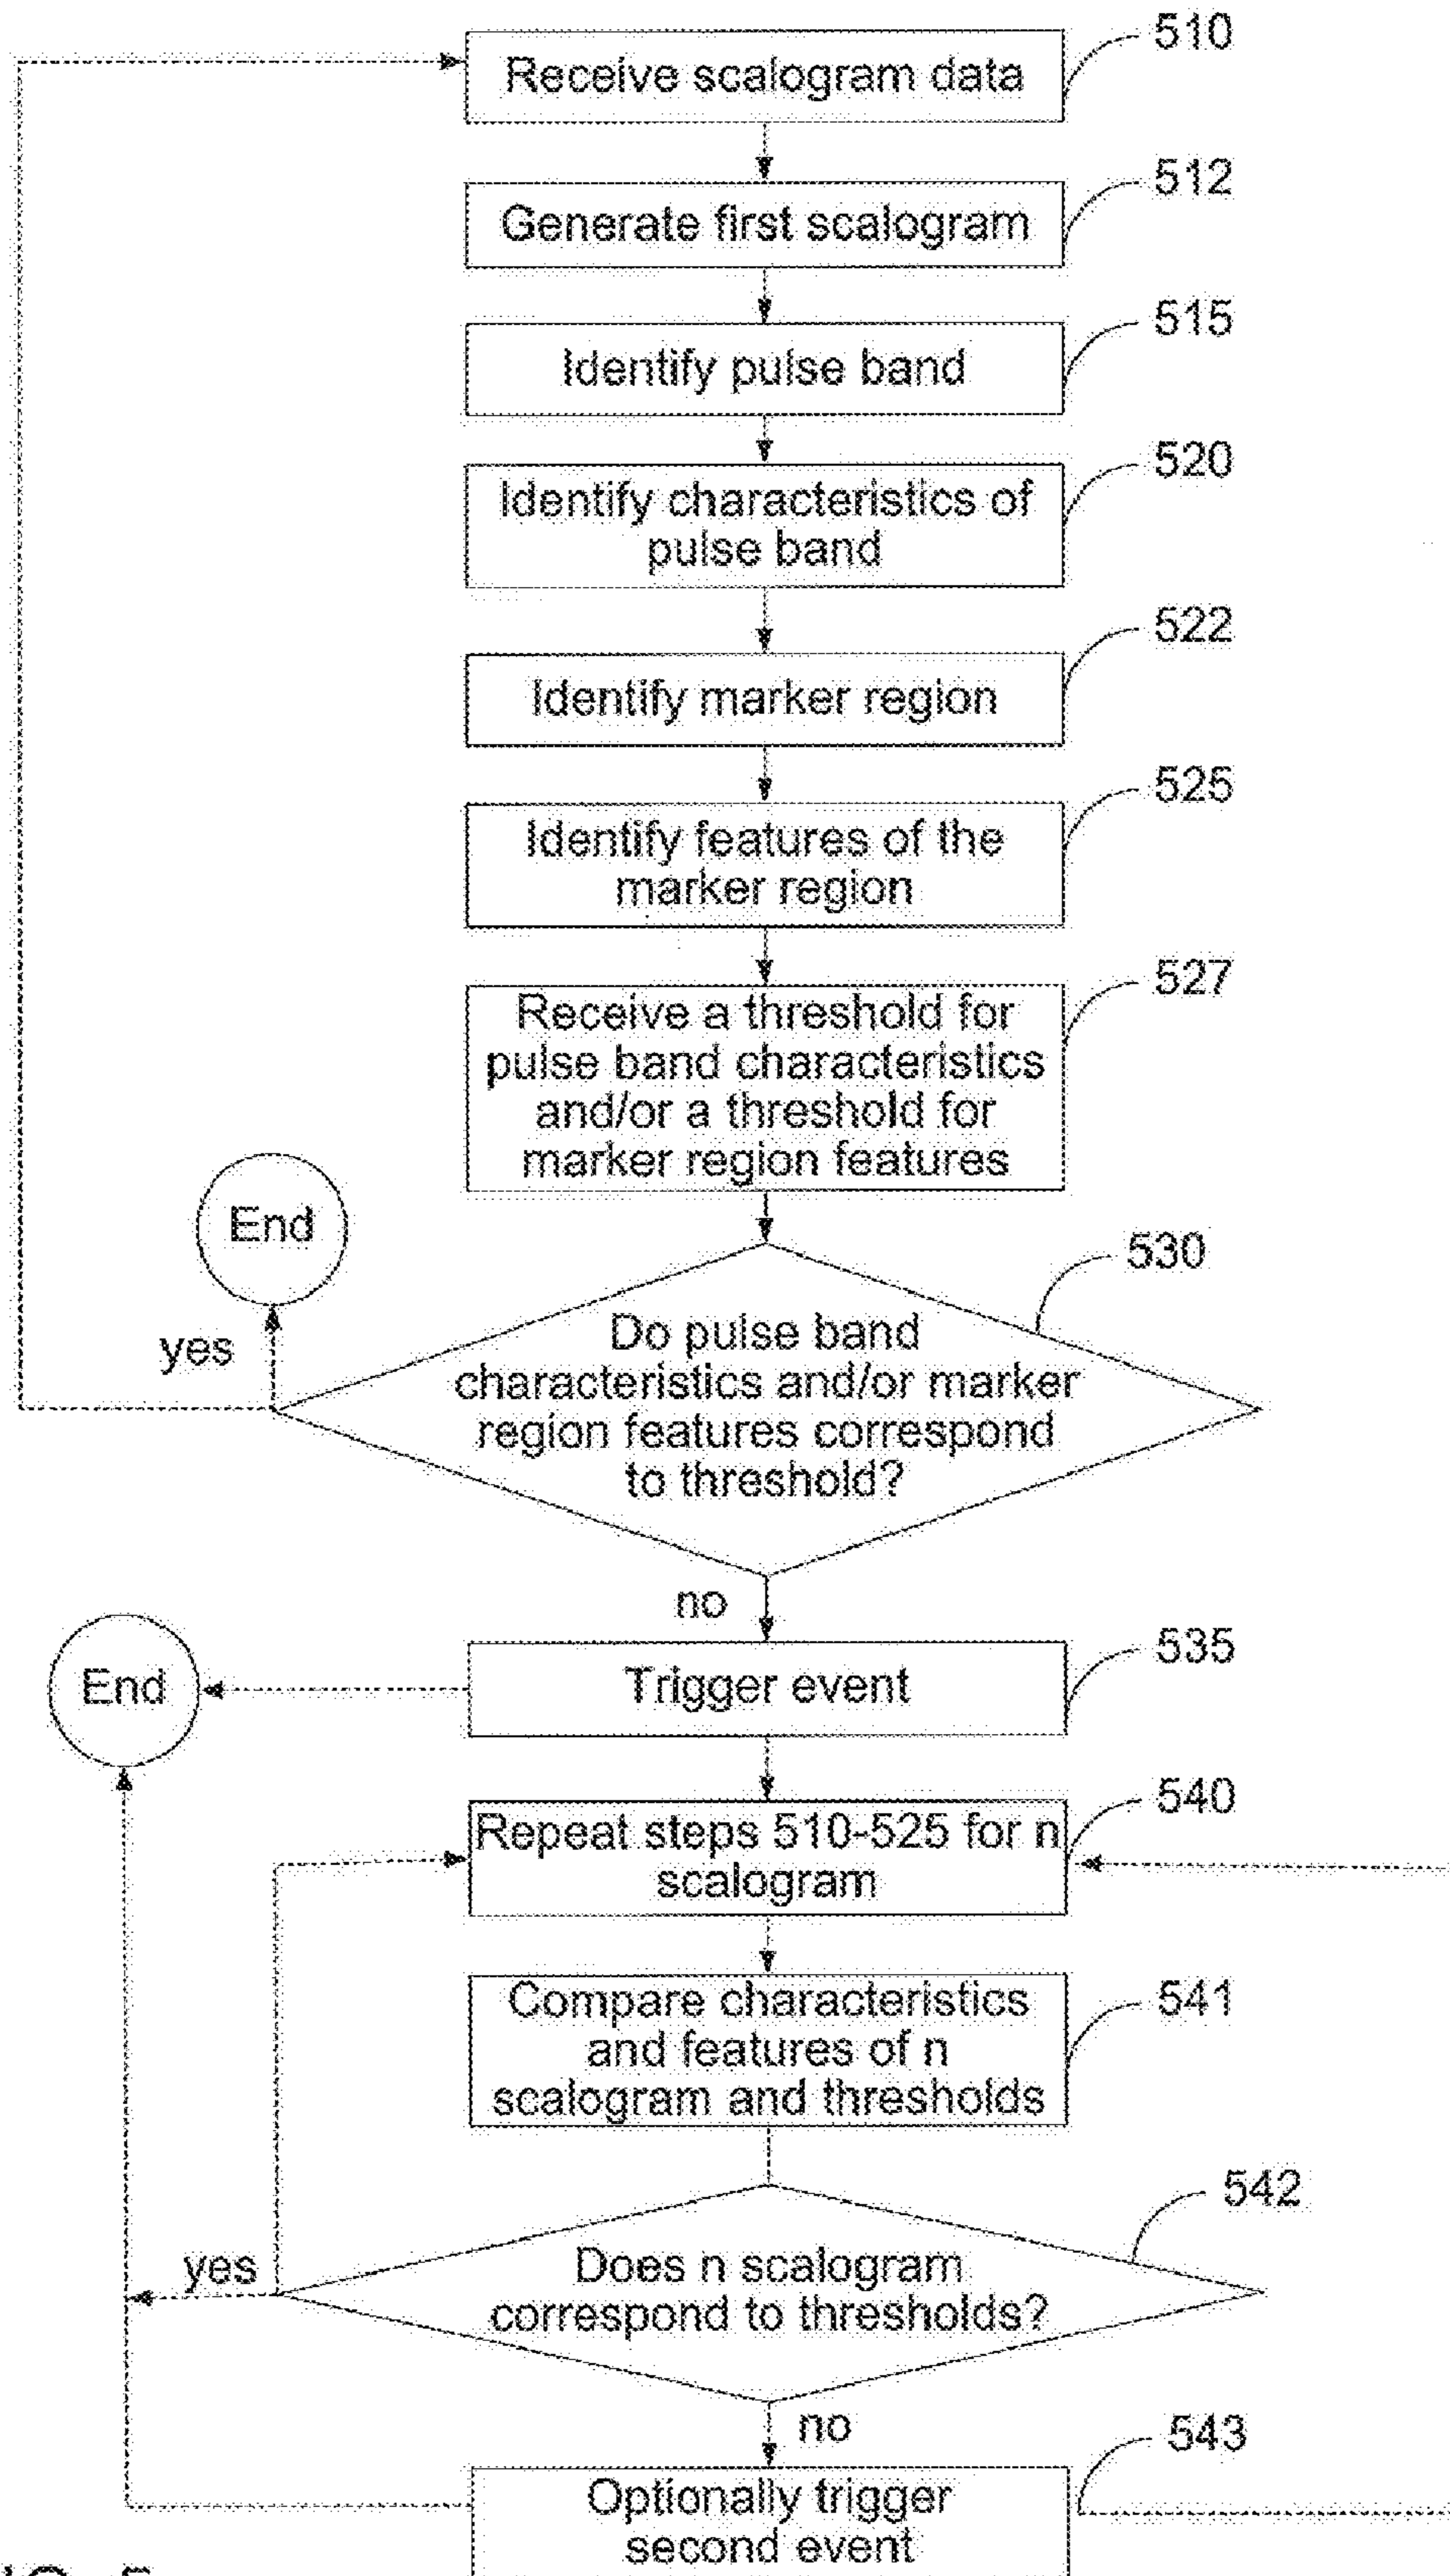 510
Receive scalogram data
512
Generate first scalogram
515
Identify pulse band
520
Identify characteristics of
pulse band
522
Identify marker region
525
Identify features of the
marker region
527
Receive a threshold for
pulse band characteristics
and/or a threshold for
marker region features
End
530
yes
Do pulse band
characteristics and/or marker
region features correspond
to threshold?
no
535
End
Trigger event
540
Repeat steps 510-525 for n
scalogram
541
Compare characteristics
and features of n
scalogram and thresholds
542
yes
Does n scalogram
correspond to thresholds?
no
543
Optionally trigger
second event